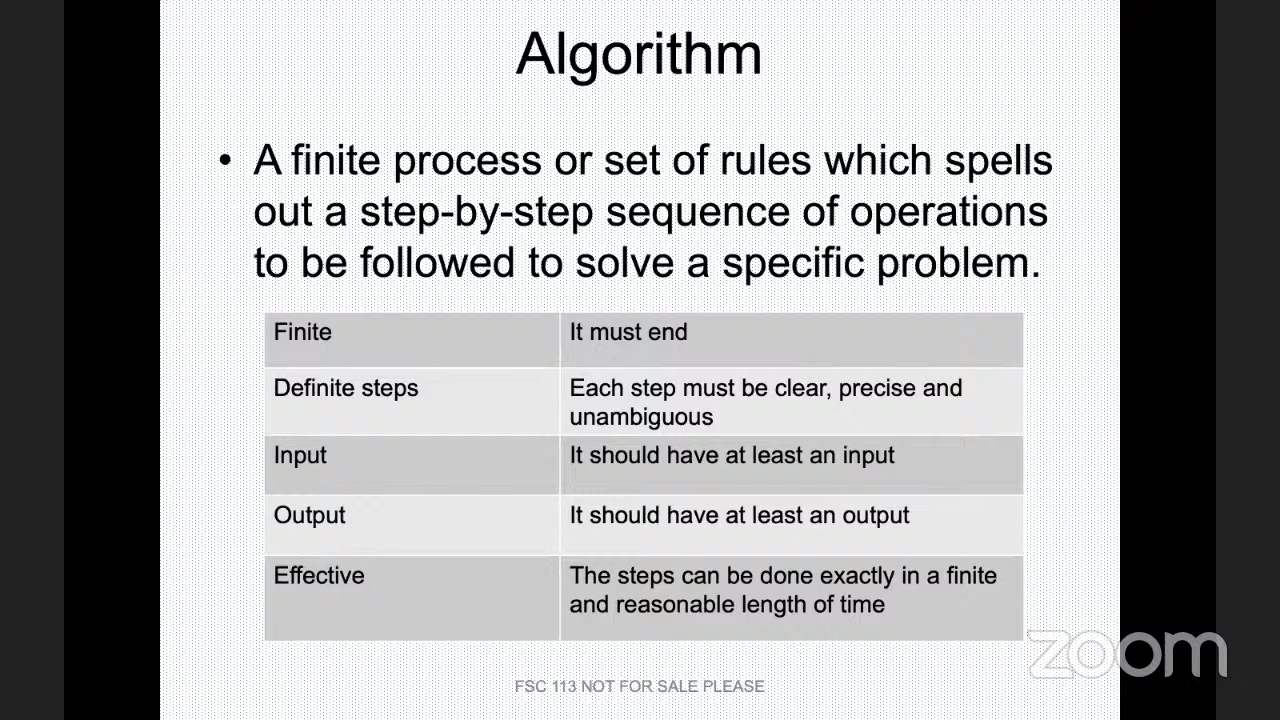 Algorithm
• A finite process or set of rules which spells
out a step-by-step sequence of operations
to be followed to solve a specific problem.
Finite It must end
Definite steps Each step must be clear, precise and
unambiguous
Input It should have at least an input
Output It should have at least an output
Effective The steps can be done exactly in a finite
and reasonable length of time
zoom
FSC 113 NOT FOR SALE PLEASE